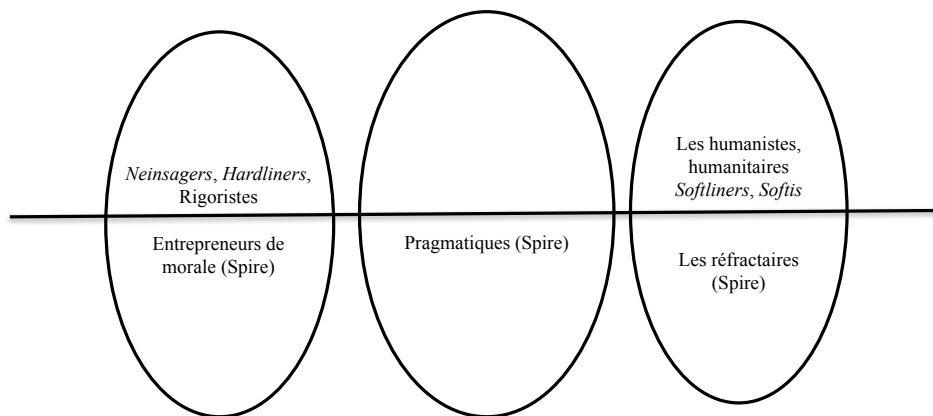 Neinsagers, Hardliners,
Rigoristes
Entrepreneurs de
morale (Spire)
Pragmatiques (Spire)
Les humanistes,
humanitaires
Softliners, Softis
Les réfractaires
(Spire)